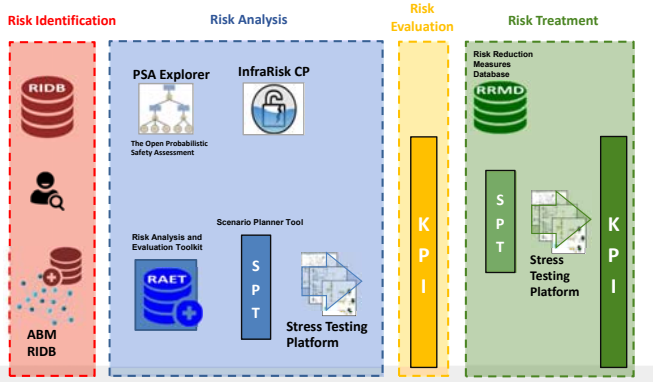 Risk Identification
RIDB
ABM
RIDB
Risk Analysis
PSA Explorer
The Open Probabilistic
Safety Assessment
InfraRisk CP
Risk Analysis and
Evaluation Toolkit
RAET
Scenario Planner Tool
S
P
T
Stress Testing
Platform
Risk
Evaluation
K
P
I
Risk Treatment
Risk Reduction
Measures
Database
RRMD
S
P
T
Stress
Testing
Platform
K
P
I